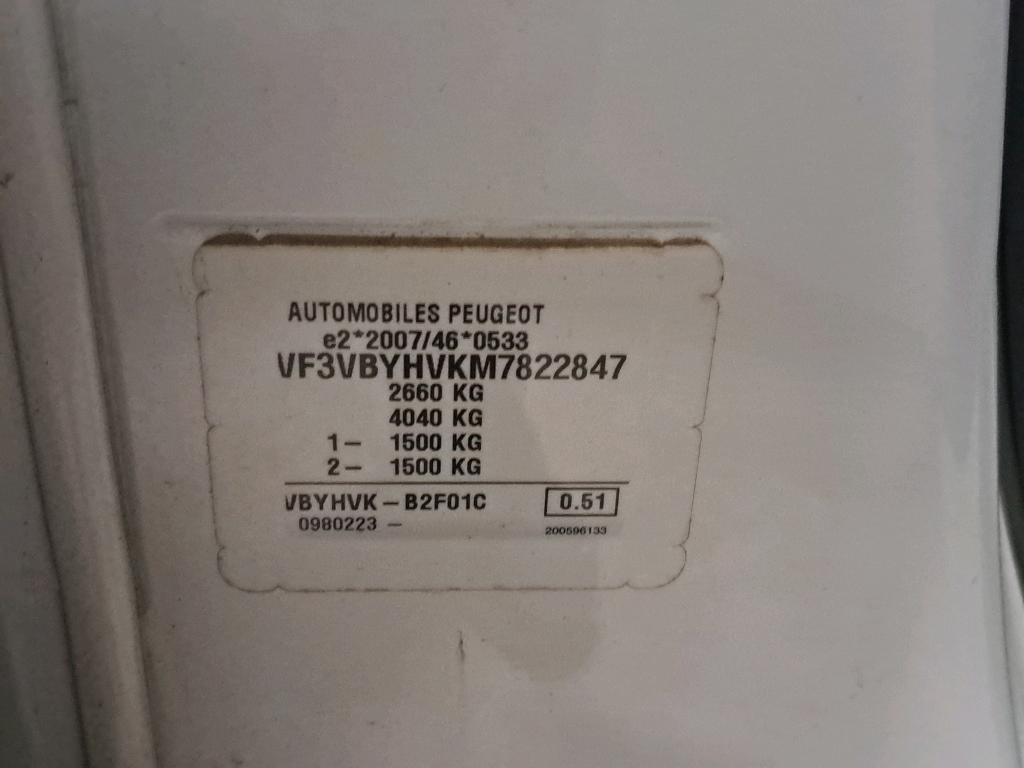 AUTOMOBILES PEUGEOT
e2*2007/46*0533
VF3VBYHVKM7822847
2660 KG
4040 KG
1- 1500 KG
2- 1500 KG
VBYHVK-B2F01C 0.51
0980223 - 200596133